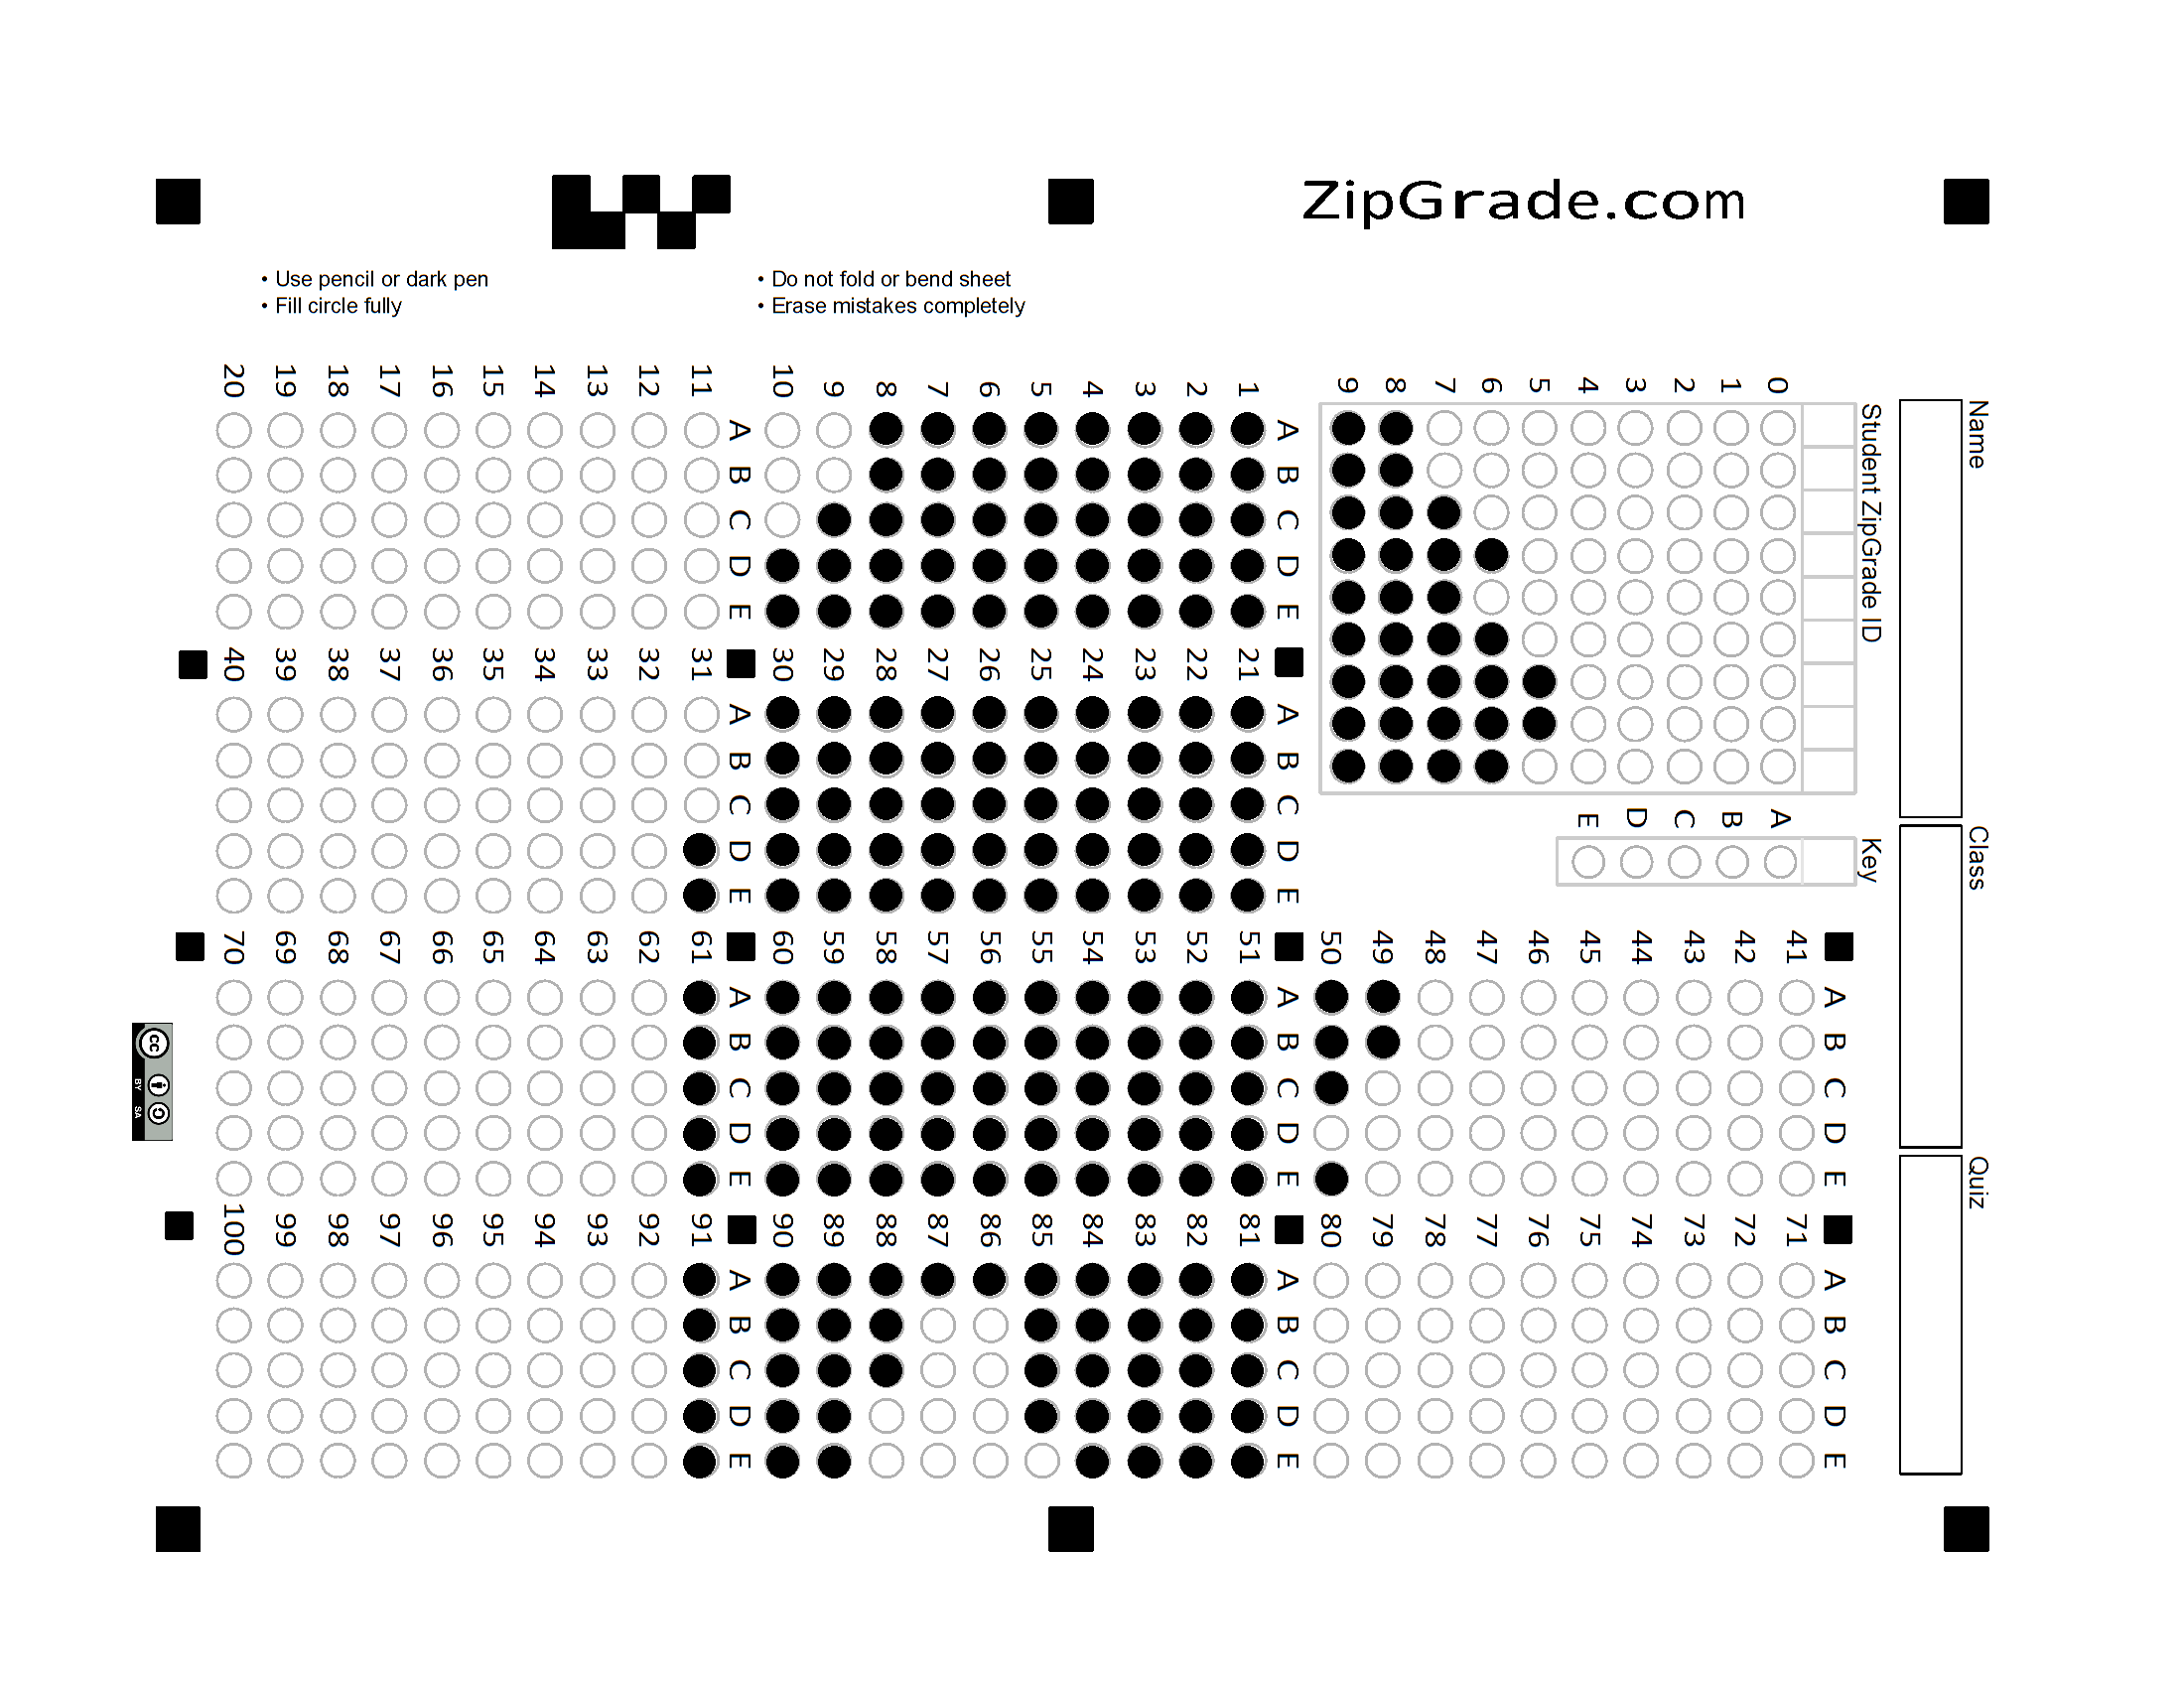 ZipGrade.com
• Use pencil or dark pen
• Fill circle fully
• Do not fold or bend sheet
• Erase mistakes completely
Name
Class
Quiz
Student ZipGrade ID
0 1 2 3 4 5 6 7 8 9
Key
A B C D E
A B C D E
1 2 3 4 5 6 7 8 9 10
A B C D E
11 12 13 14 15 16 17 18 19 20
21 22 23 24 25 26 27 28 29 30
A B C D E
31 32 33 34 35 36 37 38 39 40
A B C D E
41 42 43 44 45 46 47 48 49 50
A B C D E
51 52 53 54 55 56 57 58 59 60
A B C D E
61 62 63 64 65 66 67 68 69 70
A B C D E
71 72 73 74 75 76 77 78 79 80
A B C D E
81 82 83 84 85 86 87 88 89 90
A B C D E
91 92 93 94 95 96 97 98 99 100
A B C D E
cc
BY SA